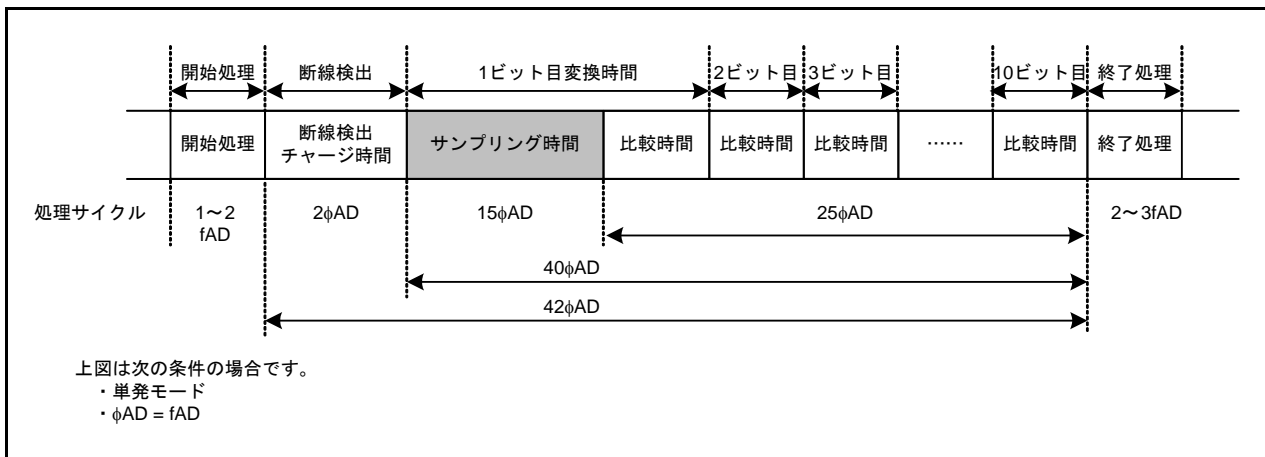 開始処理 断線検出 1ビット目変換時間 2ビット目 3ビット目 10ビット目 終了処理
開始処理 断線検出
チャージ時間 サンプリング時間 比較時間 比較時間 比較時間 …… 比較時間 終了処理
処理サイクル 1～2
fAD 2φAD 15φAD 25φAD 2～3fAD
40φAD
42φAD
上図は次の条件の場合です。
・単発モード
・φAD = fAD